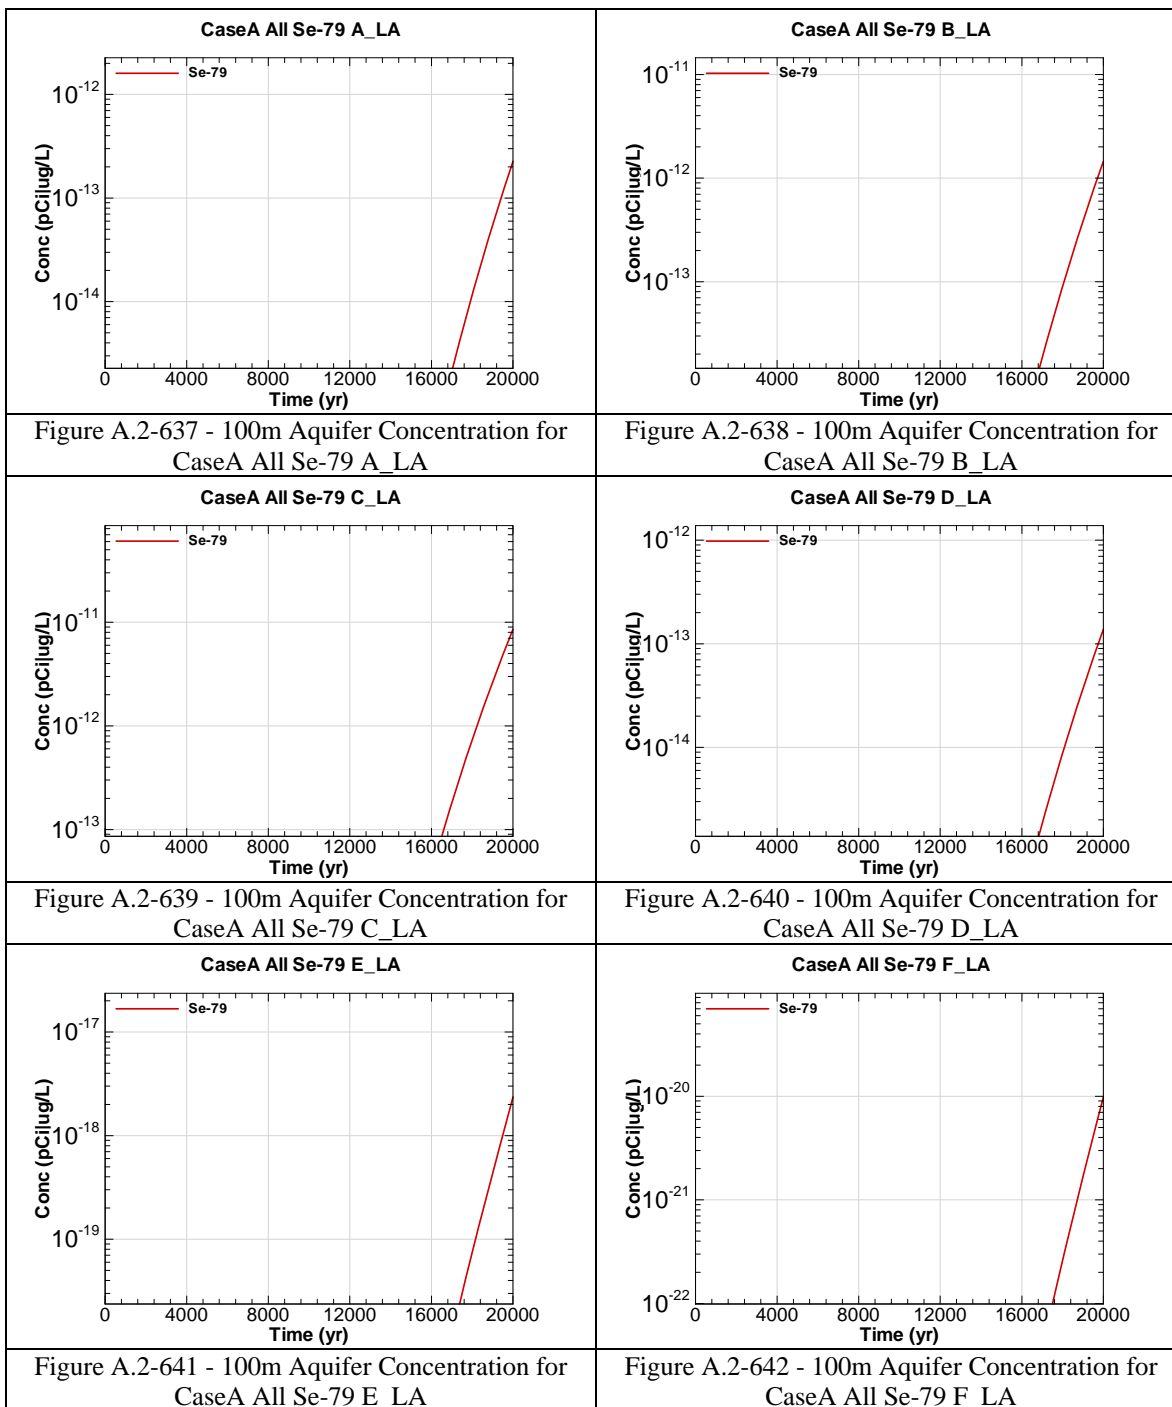 CaseA All Se-79 A_LA
Se-79
10-12
10-13
10-14
Conc (pCi|ug/L)
0 4000 8000 12000 16000 20000
Time (yr)
Figure A.2-637 - 100m Aquifer Concentration for
CaseA All Se-79 A_LA
CaseA All Se-79 B_LA
Se-79
10-11
10-12
10-13
Conc (pCi|ug/L)
0 4000 8000 12000 16000 20000
Time (yr)
Figure A.2-638 - 100m Aquifer Concentration for
CaseA All Se-79 B_LA
CaseA All Se-79 C_LA
Se-79
10-11
10-12
10-13
Conc (pCi|ug/L)
0 4000 8000 12000 16000 20000
Time (yr)
Figure A.2-639 - 100m Aquifer Concentration for
CaseA All Se-79 C_LA
CaseA All Se-79 D_LA
Se-79
10-12
10-13
10-14
Conc (pCi|ug/L)
0 4000 8000 12000 16000 20000
Time (yr)
Figure A.2-640 - 100m Aquifer Concentration for
CaseA All Se-79 D_LA
CaseA All Se-79 E_LA
Se-79
10-17
10-18
10-19
Conc (pCi|ug/L)
0 4000 8000 12000 16000 20000
Time (yr)
Figure A.2-641 - 100m Aquifer Concentration for
CaseA All Se-79 E_LA
CaseA All Se-79 F_LA
Se-79
10-20
10-21
10-22
Conc (pCi|ug/L)
0 4000 8000 12000 16000 20000
Time (yr)
Figure A.2-642 - 100m Aquifer Concentration for
CaseA All Se-79 F_LA